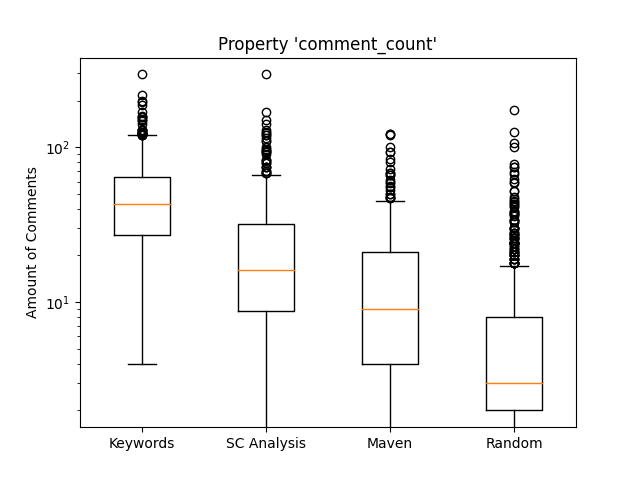 Property 'comment_count'
Amount of Comments
10²
10¹
Keywords SC Analysis Maven Random